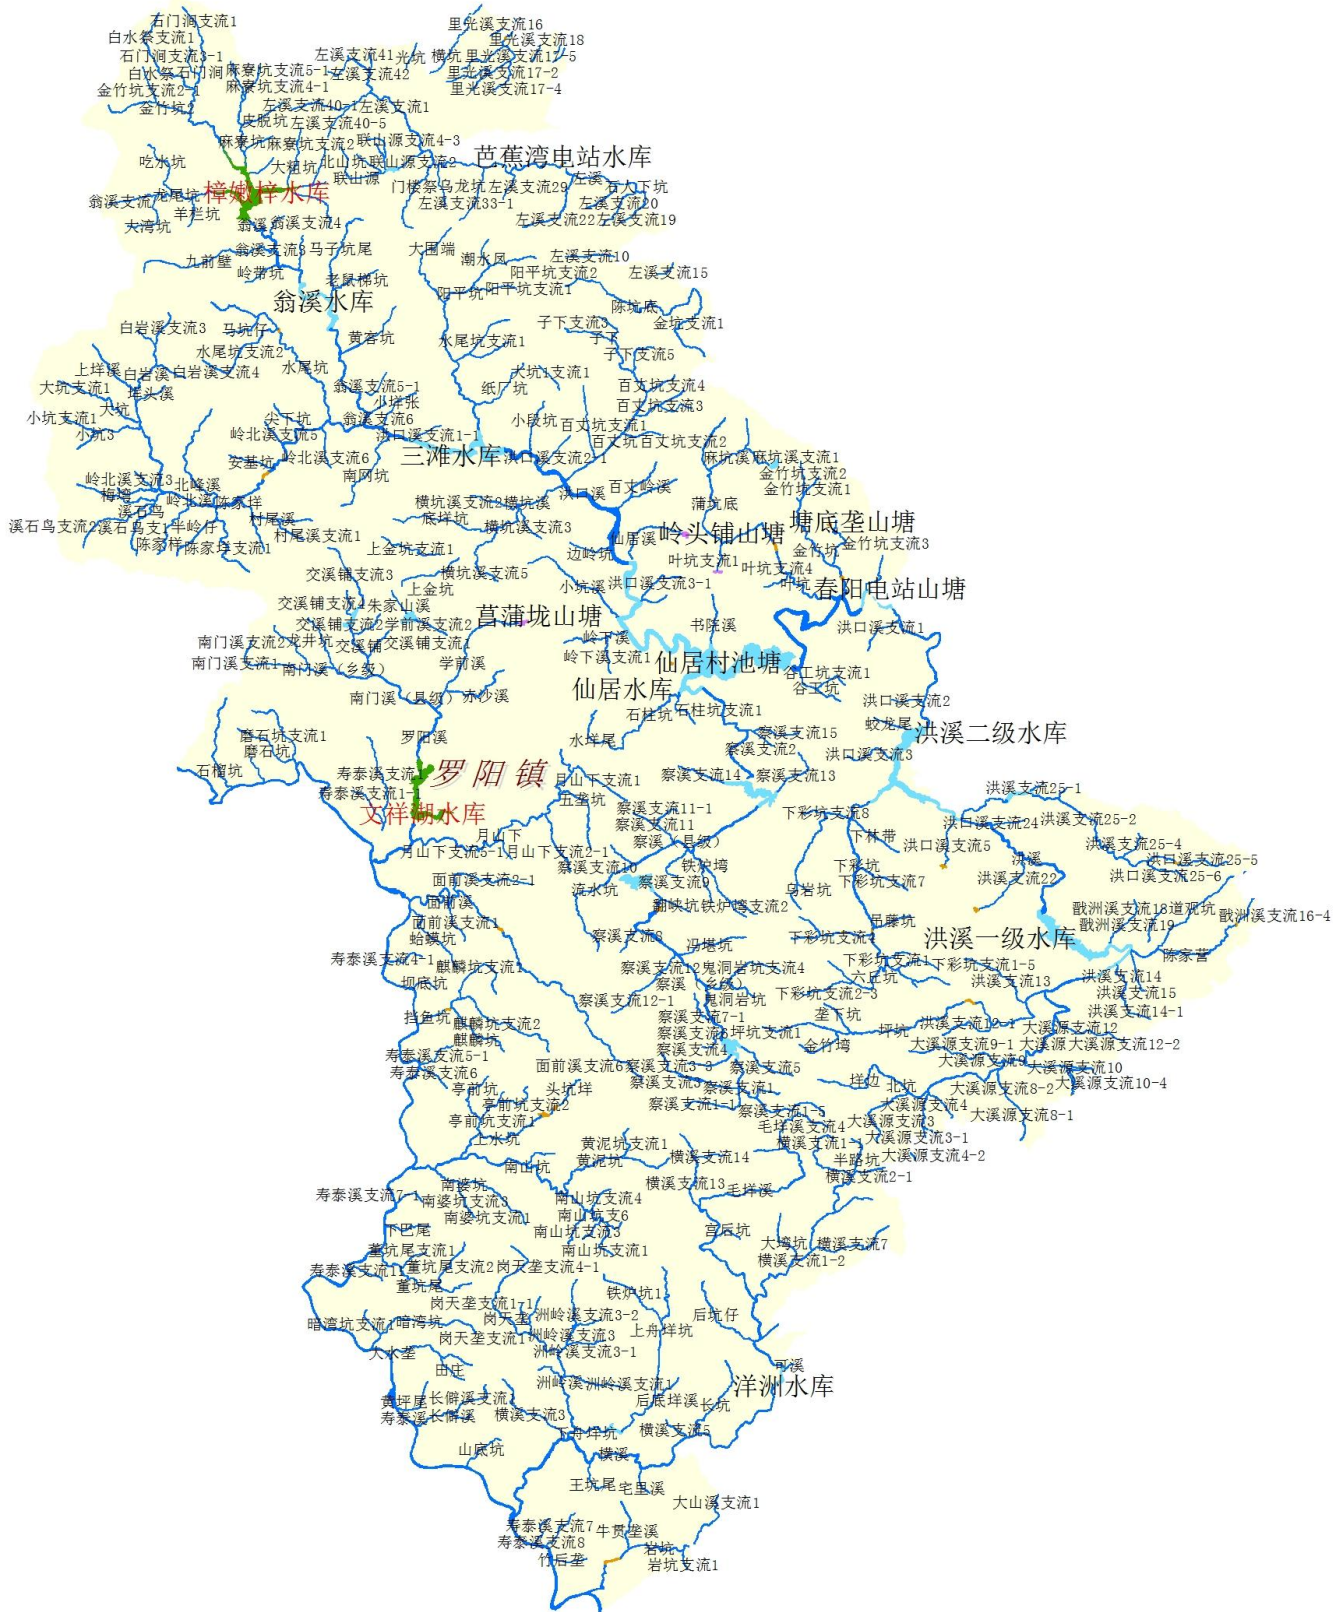 石门涧支流1
里光溪支流16
白水祭支流1
里光溪支流18
石门涧支流3-1
左溪支流41
光坑
横坑
里光溪支流17-5
白水祭
石门涧
麻寮坑支流5-1
左溪支流42
里光溪支流17-2
金竹坑支流2-1
麻寮坑支流4-1
里光溪支流17-4
金竹坑2
左溪支流40-1
左溪支流1
皮脱坑
左溪支流40-5
麻寮坑
麻寮坑支流2
联山源支流4-3
芭蕉湾电站水库
吃水坑
大粗坑
北山坑
联山源支流2
联山源
门楼祭
乌龙坑
左溪支流29
左溪
石人下坑
翁溪支流
龙尾坑
樟嫩梓水库
左溪支流33-1
左溪支流20
羊栏坑
大湾坑
翁溪
翁溪支流4
左溪支流22
左溪支流19
翁溪支流3
马子坑尾
大围端
九前壁
潮水凤
左溪支流10
岭带坑
老鼠梯坑
阳平坑支流2
左溪支流15
翁溪水库
阳平坑
阳平坑支流1
陈坑底
白岩溪支流3
马坑仔
黄客坑
水尾坑支流1
子下支流3
金坑支流1
子下
水尾坑支流2
子下支流5
上垟溪
白岩溪
白岩溪支流4
水尾坑
大坑1支流1
大坑支流1
埄头溪
翁溪支流5-1
纸厂坑
百丈坑支流4
大坑
小垟张
百丈坑支流3
小坑支流1
尖下坑
翁溪支流6
小段坑
百丈坑支流1
小坑3
岭北溪支流5
洪口溪支流1-1
百丈坑
百丈坑支流2
安基坑
岭北溪支流6
三滩水库
洪口溪支流2-1
麻坑溪
麻坑溪支流1
岭北溪支流3
北峰溪
南网坑
金竹坑支流2
梅湾
岭北溪
陈家垟
横坑溪支流2
横坑溪
洪口溪
百丈岭溪
蒲坑底
金竹坑支流1
溪石鸟
溪石鸟支流2
溪石鸟支1
半岭仔
村尾溪
底垟坑
横坑溪支流3
仙居溪
岭头铺山塘
塘底垄山塘
陈家样
陈家垟支流1
村尾溪支流1
上金坑支流1
边岭坑
金竹坑
金竹坑支流3
叶坑支流1
叶坑支流4
交溪铺支流3
横坑溪支流5
小坑溪
洪口溪支流3-1
叶坑
春阳电站山塘
上金坑
交溪铺支流4
朱家山溪
菖蒲垅山塘
交溪铺支流2
学前溪支流2
书院溪
洪口溪支流1
南门溪支流2
龙井坑
交溪铺
交溪铺支流1
岭下溪
南门溪支流1
南门溪（乡级）
学前溪
岭下溪支流1
仙居村池塘
谷工坑支流1
南门溪（县级）
赤沙溪
仙居水库
谷工坑
洪口溪支流2
石柱坑
石柱坑支流1
磨石坑支流1
罗阳溪
水垟尾
察溪支流15
蛟龙尾
洪溪二级水库
磨石坑
察溪支流2
洪口溪支流3
石榴坑
寿泰溪支流1
罗阳镇
月山下支流1
察溪支流14
察溪支流13
洪溪支流25-1
寿泰溪支流1-1
五垄坑
文祥湖水库
察溪支流11-1
下彩坑支流8
洪口溪支流24
洪溪支流25-2
月山下
察溪支流11
下林带
月山下支流5-1
月山下支流2-1
察溪（县级）
洪口溪支流5
洪溪支流25-4
察溪支流10
铁炉塆
下彩坑
洪溪
洪口溪支流25-5
面前溪支流2-1
流水坑
察溪支流9
乌岩坑
下彩坑支流7
洪溪支流22
洪口溪支流25-6
面前溪
翻峡坑
铁炉塆支流2
戬洲溪支流18
道观坑
面前溪支流1
吊藤坑
戬洲溪支流19
戬洲溪支流16-4
蛤蟆坑
察溪支流8
冯堪坑
下彩坑支流4
洪溪一级水库
寿泰溪支流4-1
麒麟坑支流1
察溪支流12
鬼洞岩坑支流4
下彩坑支流1
下彩坑支流1-5
陈家营
坝底坑
察溪（乡级）
六丘坑
洪溪支流13
洪溪支流14
察溪支流12-1
鬼洞岩坑
下彩坑支流2-3
洪溪支流15
挡鱼坑
麒麟坑支流2
察溪支流7-1
垄下坑
洪溪支流14-1
麒麟坑
察溪支流6
坪坑支流1
坪坑
洪溪支流12-1
大溪源支流12
寿泰溪支流5-1
察溪支流4
金竹塆
大溪源支流9-1
大溪源
大溪源支流12-2
寿泰溪支流6
面前溪支流6
察溪支流3-3
察溪支流5
大溪源支流9
大溪源支流10
亭前坑
头坑垟
察溪支流3
察溪支流1
垟边
北坑
大溪源支流8-2
大溪源支流10-4
亭前坑支流2
察溪支流1-1
察溪支流1-5
大溪源支流4
大溪源支流8-1
亭前坑支流1
毛垟溪支流4
大溪源支流3
上水坑
黄泥坑支流1
横溪支流1-1
大溪源支流3-1
南山坑
黄泥坑
横溪支流14
半路坑
大溪源支流4-2
寿泰溪支流7-1
南婆坑
横溪支流13
毛垟溪
横溪支流2-1
南婆坑支流3
南山坑支流4
南婆坑支流1
南山坑支6
下巴尾
南山坑支流3
宫后坑
董坑尾支流1
南山坑支流1
大塆坑
横溪支流7
寿泰溪支流11
董坑尾支流2
岗天垄支流4-1
横溪支流1-2
董坑尾
铁炉坑1
岗天垄支流1-1
暗湾坑支流1
暗湾坑
岗天垄
洲岭溪支流3-2
后坑仔
岗天垄支流1
洲岭溪支流3
上舟垟坑
大水垄
洲岭溪支流3-1
田庄
可溪
洲岭溪
洲岭溪支流1
洋洲水库
黄坪尾
长僻溪支流1
后底垟溪
长坑
寿泰溪
长僻溪
横溪支流3
下舟垟坑
横溪支流5
山底坑
横溪
王坑尾
宅里溪
大山溪支流1
寿泰溪支流7
牛贯垄溪
寿泰溪支流8
岩坑
竹后垄
岩坑支流1